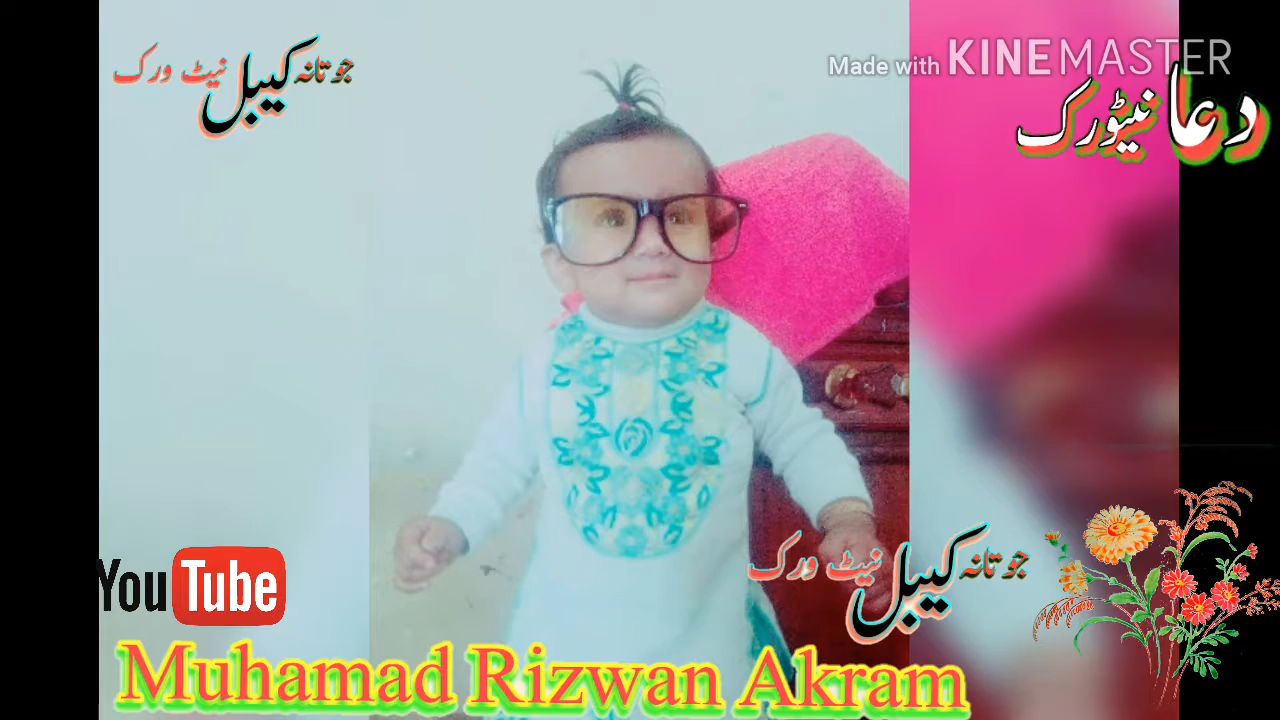 جوتانہ کیبل نیٹ ورک
Made with KINEMASTER
دعا نیٹورک
YouTube
جوتانہ کیبل نیٹ ورک
Muhamad Rizwan Akram